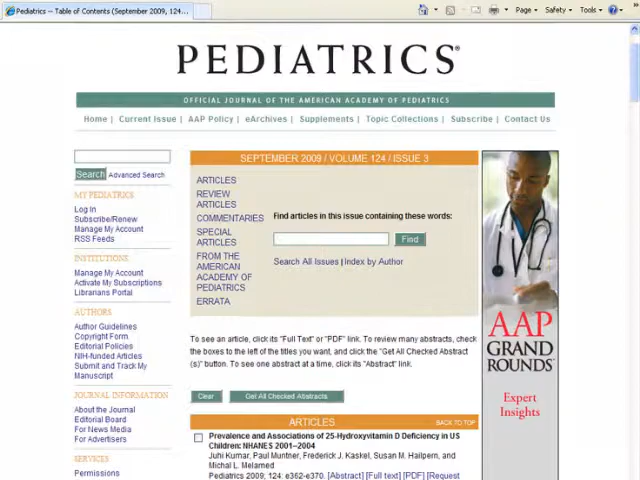 Pediatrics -- Table of Contents (September 2009, 124...
Page
Safety
Tools
PEDIATRICS®
OFFICIAL JOURNAL OF THE AMERICAN ACADEMY OF PEDIATRICS
Home | Current Issue | AAP Policy | eArchives | Supplements | Topic Collections | Subscribe | Contact Us
Search Advanced Search
MY PEDIATRICS
Log In
Subscribe/Renew
Manage My Account
RSS Feeds
INSTITUTIONS
Manage My Account
Activate My Subscriptions
Librarians Portal
AUTHORS
Author Guidelines
Copyright Form
Editorial Policies
NIH-funded Articles
Submit and Track My
Manuscript
JOURNAL INFORMATION
About the Journal
Editorial Board
For News Media
For Advertisers
SERVICES
Permissions
SEPTEMBER 2009 / VOLUME 124 / ISSUE 3
ARTICLES
REVIEW
ARTICLES
COMMENTARIES
SPECIAL
ARTICLES
FROM THE
AMERICAN
ACADEMY OF
PEDIATRICS
ERRATA
Find articles in this issue containing these words:
Find
Search All Issues | Index by Author
To see an article, click its "Full Text" or "PDF" link. To review many abstracts, check
the boxes to the left of the titles you want, and click the "Get All Checked Abstract
(s)" button. To see one abstract at a time, click its "Abstract" link.
Clear
Get All Checked Abstracts
ARTICLES
BACK TO TOP
Prevalence and Associations of 25-Hydroxyvitamin D Deficiency in US
Children: NHANES 2001–2004
Juhi Kumar, Paul Muntner, Frederick J. Kaskel, Susan M. Hailpern, and
Michal L. Melamed
Pediatrics 2009; 124: e362-e370. [Abstract] [Full text] [PDF] [Request
AAP
GRAND
ROUNDS™
Expert
Insights